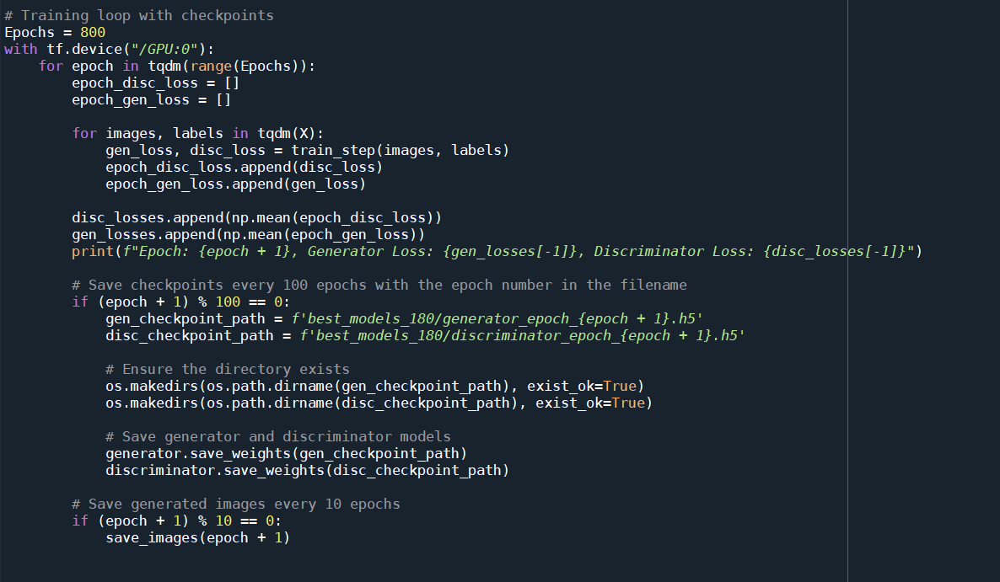 # Training loop with checkpoints
Epochs = 800
with tf.device("/GPU:0"):
    for epoch in tqdm(range(Epochs)):
        epoch_disc_loss = []
        epoch_gen_loss = []

        for images, labels in tqdm(X):
            gen_loss, disc_loss = train_step(images, labels)
            epoch_disc_loss.append(disc_loss)
            epoch_gen_loss.append(gen_loss)

        disc_losses.append(np.mean(epoch_disc_loss))
        gen_losses.append(np.mean(epoch_gen_loss))
        print(f"Epoch: {epoch + 1}, Generator Loss: {gen_losses[-1]}, Discriminator Loss: {disc_losses[-1]}")

        # Save checkpoints every 100 epochs with the epoch number in the filename
        if (epoch + 1) % 100 == 0:
            gen_checkpoint_path = f'best_models_180/generator_epoch_{epoch + 1}.h5'
            disc_checkpoint_path = f'best_models_180/discriminator_epoch_{epoch + 1}.h5'

            # Ensure the directory exists
            os.makedirs(os.path.dirname(gen_checkpoint_path), exist_ok=True)
            os.makedirs(os.path.dirname(disc_checkpoint_path), exist_ok=True)

            # Save generator and discriminator models
            generator.save_weights(gen_checkpoint_path)
            discriminator.save_weights(disc_checkpoint_path)

        # Save generated images every 10 epochs
        if (epoch + 1) % 10 == 0:
            save_images(epoch + 1)